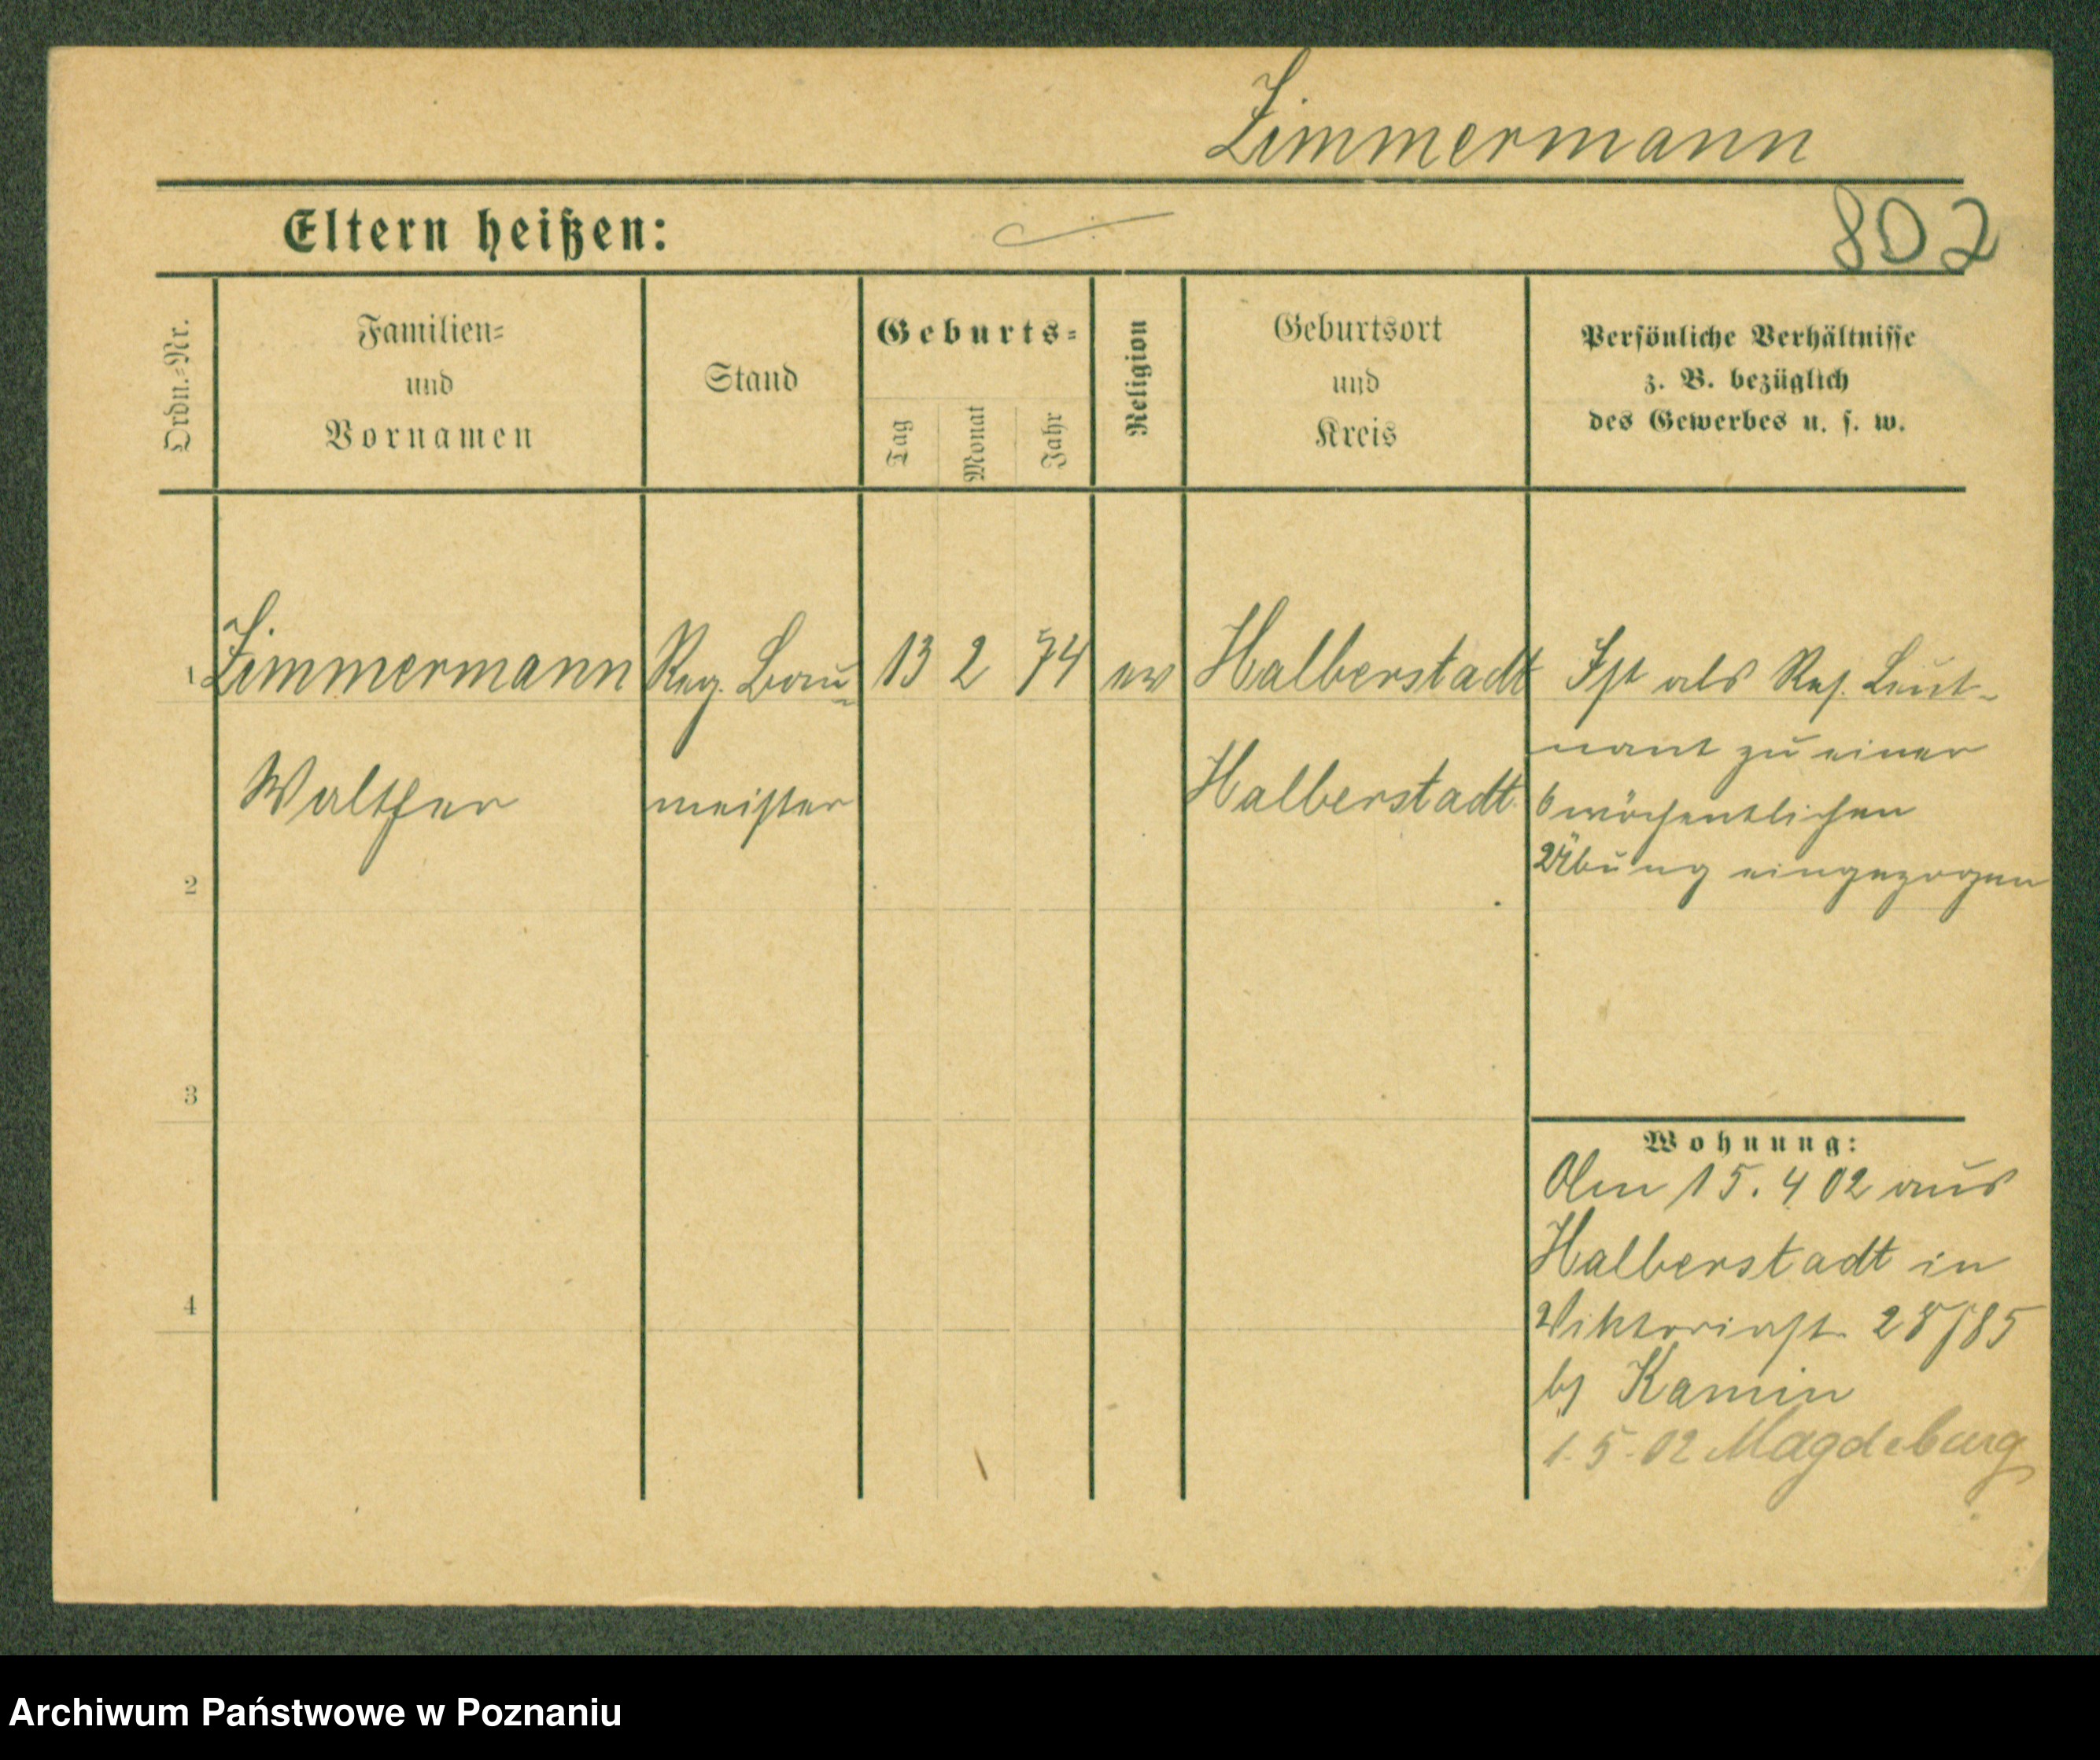 Zimmermann
Eltern heißen:
802
Ordn.-Nr.
Familien-
und
Vornamen
Stand
Geburts-
Tag
Monat
Jahr
Religion
Geburtsort
und
Kreis
Persönliche Verhältnisse
z. B. bezüglich
des Gewerbes u. s. w.
1 Zimmermann Reg. Bau- 13 2 74 ev Halberstadt
Walther meister Halberstadt
Ist als Res. Leut-
nant zu einer
6 wöchentlichen
Übung eingezogen
2
3
4
Wohnung:
Am 15. 4 02 aus
Halberstadt in
Viktoriast. 28/85
bj Kamin
1. 5. 02 Magdeburg
Archiwum Państwowe w Poznaniu